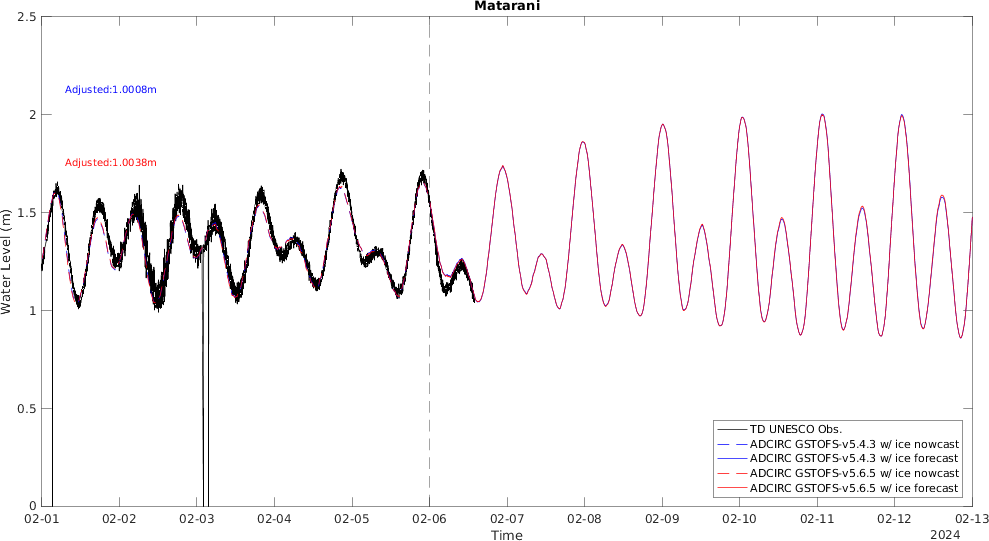 Matarani
2.5
2
1.5
1
0.5
0
Water Level (m)
Adjusted:1.0008m
Adjusted:1.0038m
TD UNESCO Obs.
ADCIRC GSTOFS-v5.4.3 w/ ice nowcast
ADCIRC GSTOFS-v5.4.3 w/ ice forecast
ADCIRC GSTOFS-v5.6.5 w/ ice nowcast
ADCIRC GSTOFS-v5.6.5 w/ ice forecast
02-01 02-02 02-03 02-04 02-05 02-06 02-07 02-08 02-09 02-10 02-11 02-12 02-13
Time
2024